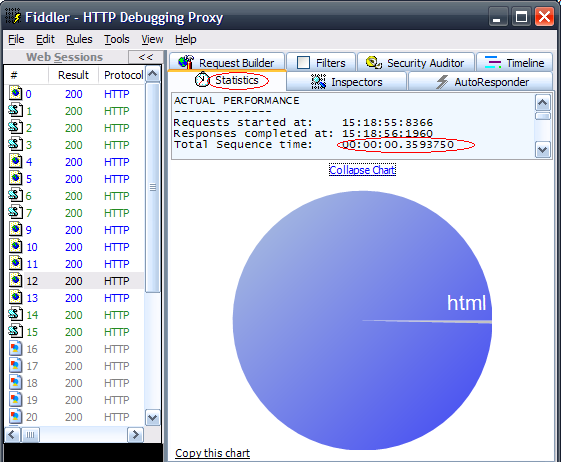 Fiddler - HTTP Debugging Proxy
File Edit Rules Tools View Help
Web Sessions <<
# Result Protocol
0 200 HTTP
1 200 HTTP
2 200 HTTP
3 200 HTTP
4 200 HTTP
5 200 HTTP
6 200 HTTP
7 200 HTTP
9 200 HTTP
10 200 HTTP
11 200 HTTP
12 200 HTTP
13 200 HTTP
14 200 HTTP
15 200 HTTP
16 200 HTTP
17 200 HTTP
18 200 HTTP
19 200 HTTP
20 200 HTTP
Request Builder Filters Security Auditor Timeline
Statistics Inspectors AutoResponder
ACTUAL PERFORMANCE
--------------
Requests started at: 15:18:55:8366
Responses completed at: 15:18:56:1960
Total Sequence time: 00:00:00.3593750
Collapse Chart
html
Copy this chart